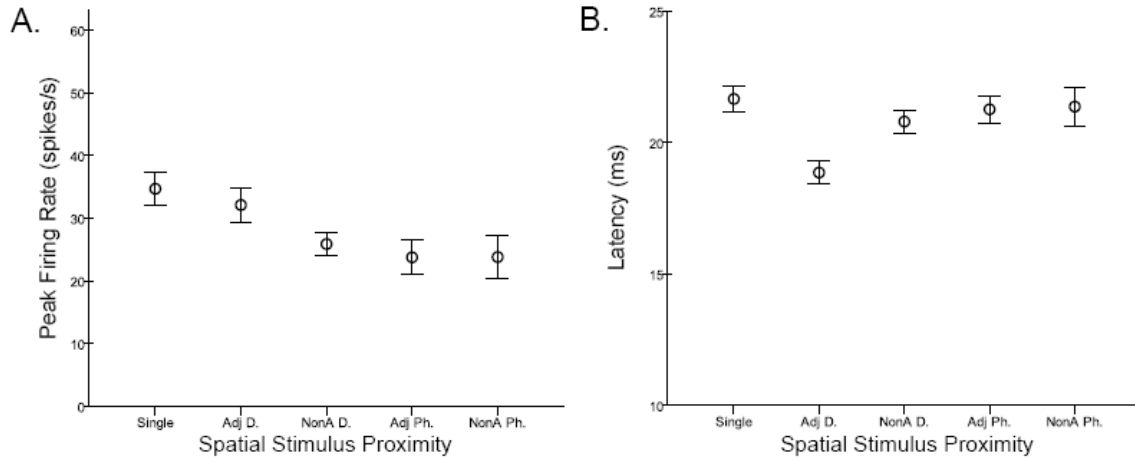 A.
Peak Firing Rate (spikes/s)
60
50
40
30
20
10
0
Single Adj D. NonA D. Adj Ph. NonA Ph.
Spatial Stimulus Proximity
B.
Latency (ms)
25
20
15
10
Single Adj D. NonA D. Adj Ph. NonA Ph.
Spatial Stimulus Proximity